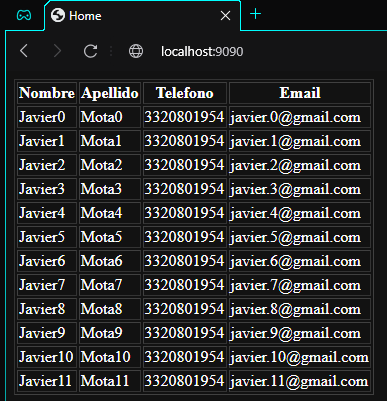 Home
localhost:9090
Nombre Apellido Telefono Email
Javier0 Mota0 3320801954 javier.0@gmail.com
Javier1 Mota1 3320801954 javier.1@gmail.com
Javier2 Mota2 3320801954 javier.2@gmail.com
Javier3 Mota3 3320801954 javier.3@gmail.com
Javier4 Mota4 3320801954 javier.4@gmail.com
Javier5 Mota5 3320801954 javier.5@gmail.com
Javier6 Mota6 3320801954 javier.6@gmail.com
Javier7 Mota7 3320801954 javier.7@gmail.com
Javier8 Mota8 3320801954 javier.8@gmail.com
Javier9 Mota9 3320801954 javier.9@gmail.com
Javier10 Mota10 3320801954 javier.10@gmail.com
Javier11 Mota11 3320801954 javier.11@gmail.com